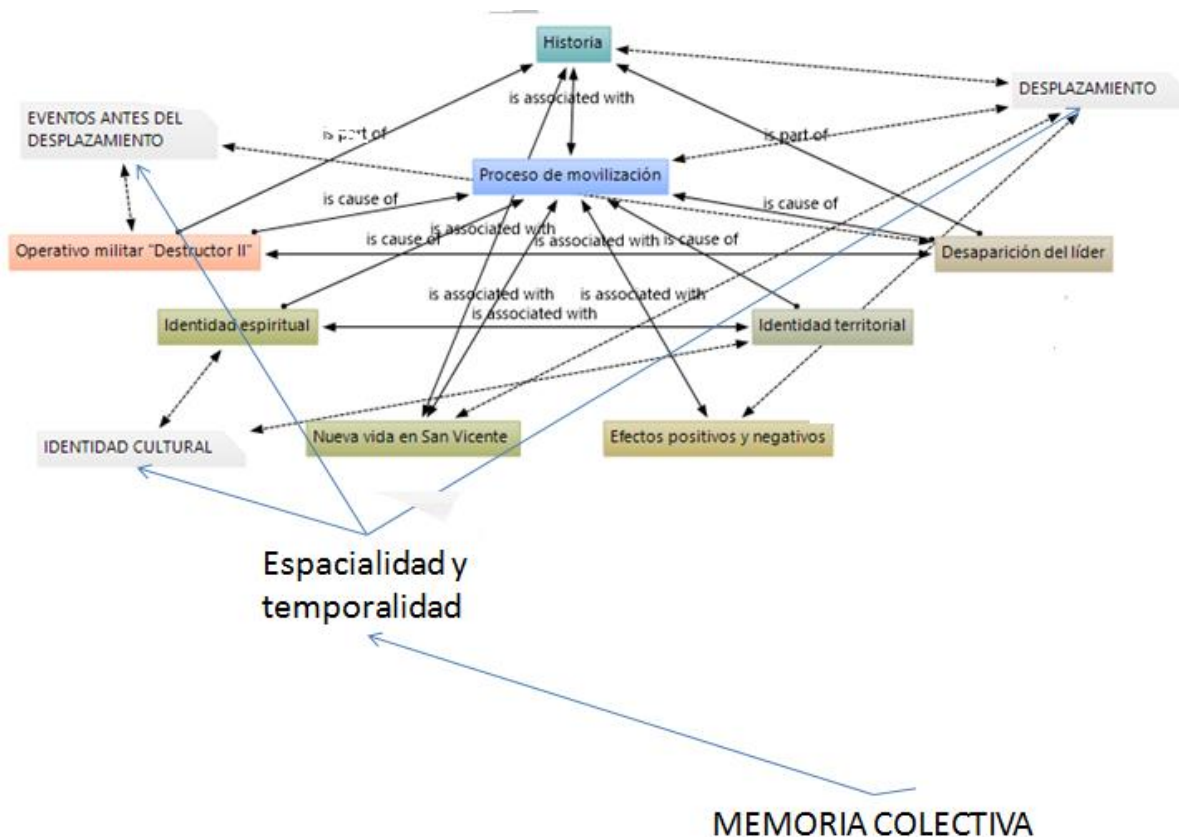 Historia
DESPLAZAMIENTO
is associated with
EVENTOS ANTES DEL
DESPLAZAMIENTO
is part of
is part of
Proceso de movilización
is cause of
is cause of
is associated with
is cause of
is associated with
is cause of
Operativo militar "Destructor II"
Desaparición del líder
is associated with
is associated with
is associated with
Identidad espiritual
Identidad territorial
IDENTIDAD CULTURAL
Nueva vida en San Vicente
Efectos positivos y negativos
Espacialidad y
temporalidad
MEMORIA COLECTIVA